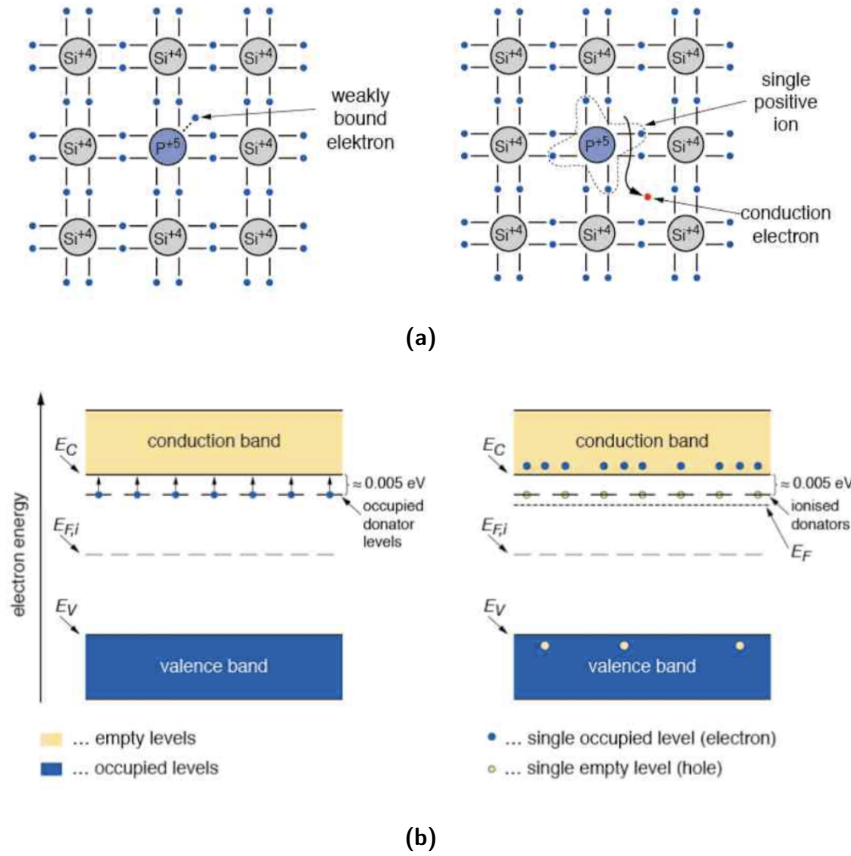 Si+4 Si+4 Si+4
Si+4 P+5 Si+4
Si+4 Si+4 Si+4
weakly
bound
elektron
Si+4 Si+4 Si+4
Si+4 P+5 Si+4
Si+4 Si+4 Si+4
single
positive
ion
conduction
electron
(a)
electron energy
E_C
E_F,i
E_V
conduction band
≈ 0.005 eV
occupied
donator
levels
valence band
... empty levels
... occupied levels
E_C
E_F,i
E_V
conduction band
≈ 0.005 eV
ionised
donators
E_F
valence band
... single occupied level (electron)
... single empty level (hole)
(b)